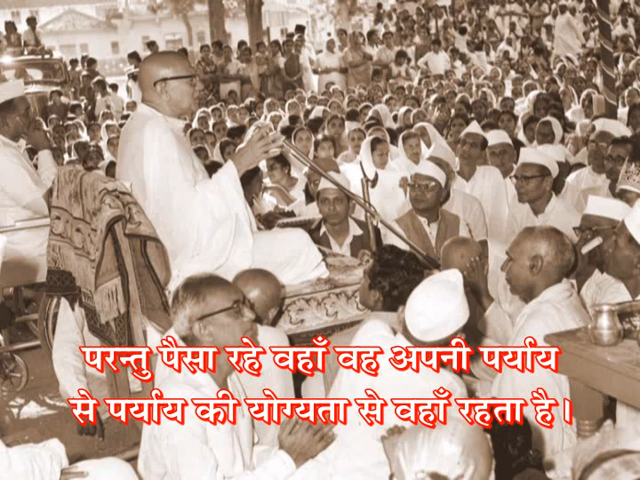 परन्तु पैसा रहे वहाँ वह अपनी पर्याय
से पर्याय की योग्यता से वहाँ रहता है।